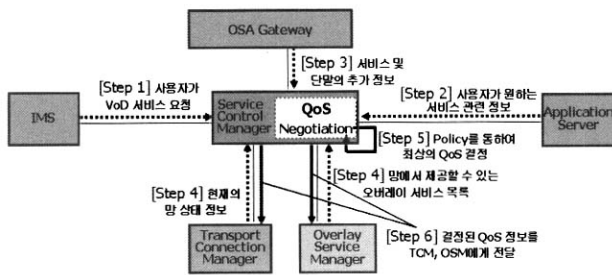 OSA Gateway
[Step 3] 서비스 및
단말의 추가 정보
[Step 1] 사용자가
VoD 서비스 요청
[Step 2] 사용자가 원하는
서비스 관련 정보
IMS
Service
Control
Manager
QoS
Negotiation
Application
Server
[Step 5] Policy를 통하여
최상의 QoS 결정
[Step 4] 현재의
망 상태 정보
[Step 4] 망에서 제공할 수 있는
오버레이 서비스 목록
Transport
Connection
Manager
Overlay
Service
Manager
[Step 6] 결정된 QoS 정보를
TCM, OSM에게 전달